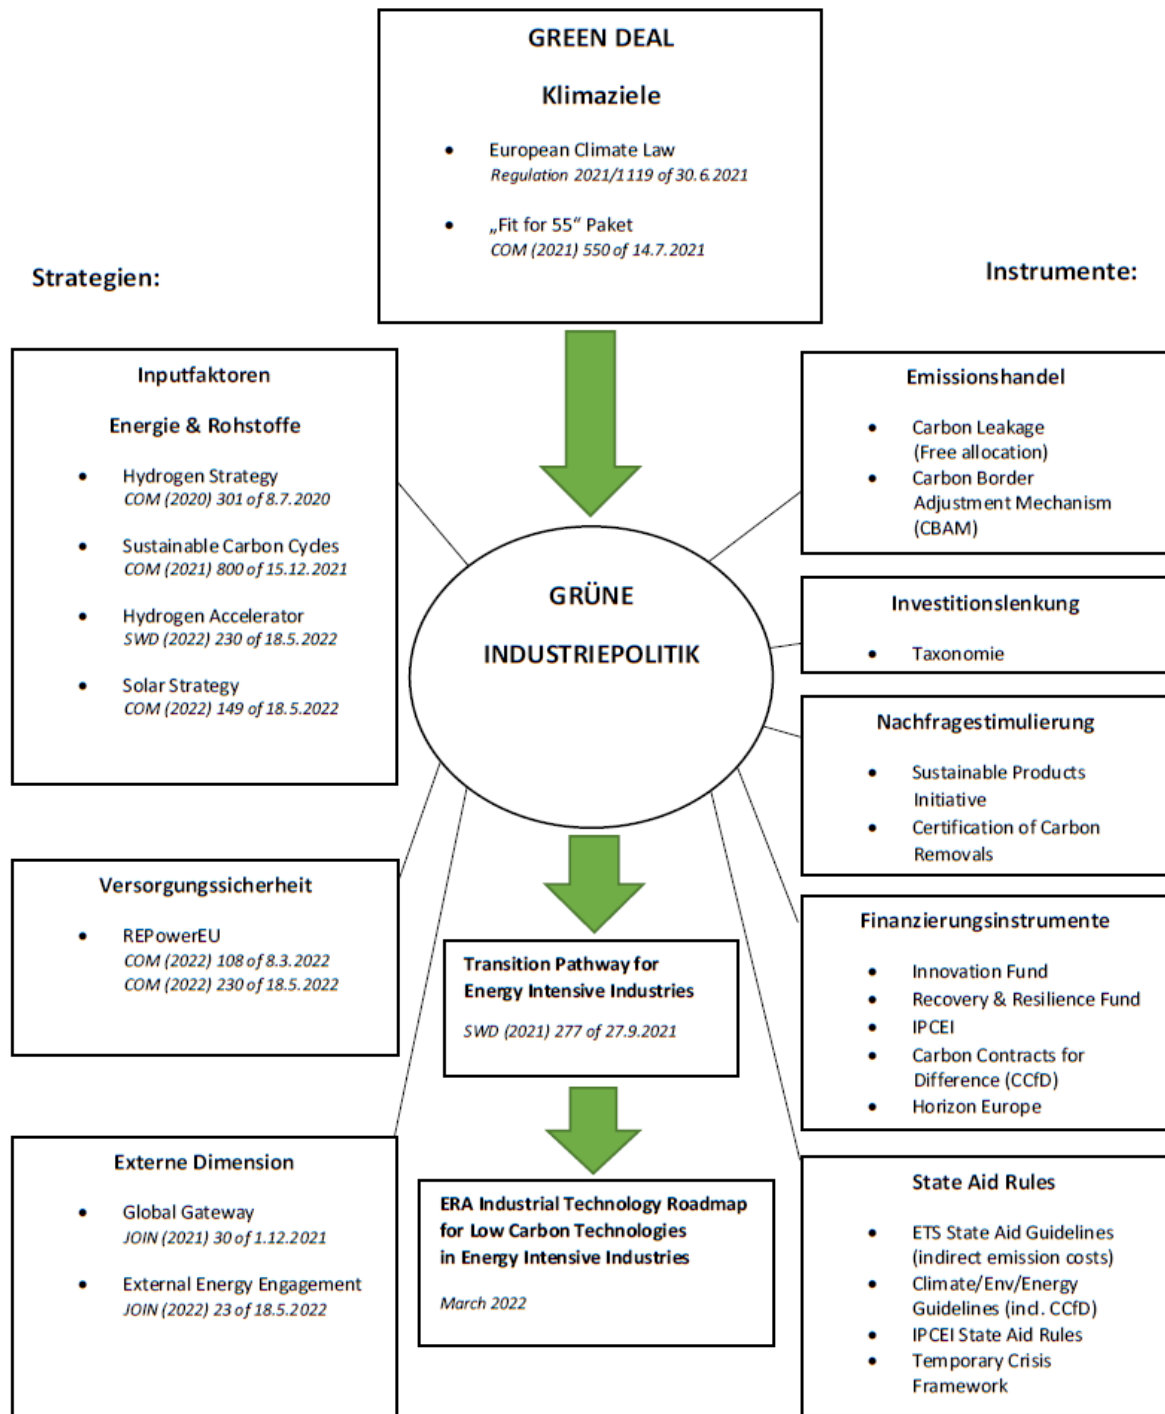 GREEN DEAL
Klimaziele
• European Climate Law
Regulation 2021/1119 of 30.6.2021
• „Fit for 55“ Paket
COM (2021) 550 of 14.7.2021
Strategien:
Instrumente:
Inputfaktoren
Energie & Rohstoffe
• Hydrogen Strategy
COM (2020) 301 of 8.7.2020
• Sustainable Carbon Cycles
COM (2021) 800 of 15.12.2021
• Hydrogen Accelerator
SWD (2022) 230 of 18.5.2022
• Solar Strategy
COM (2022) 149 of 18.5.2022
Versorgungssicherheit
• REPowerEU
COM (2022) 108 of 8.3.2022
COM (2022) 230 of 18.5.2022
Externe Dimension
• Global Gateway
JOIN (2021) 30 of 1.12.2021
• External Energy Engagement
JOIN (2022) 23 of 18.5.2022
GRÜNE
INDUSTRIEPOLITIK
Transition Pathway for
Energy Intensive Industries
SWD (2021) 277 of 27.9.2021
ERA Industrial Technology Roadmap
for Low Carbon Technologies
in Energy Intensive Industries
March 2022
Emissionshandel
• Carbon Leakage
(Free allocation)
• Carbon Border
Adjustment Mechanism
(CBAM)
Investitionslenkung
• Taxonomie
Nachfragestimulierung
• Sustainable Products
Initiative
• Certification of Carbon
Removals
Finanzierungsinstrumente
• Innovation Fund
• Recovery & Resilience Fund
• IPCEI
• Carbon Contracts for
Difference (CCfD)
• Horizon Europe
State Aid Rules
• ETS State Aid Guidelines
(indirect emission costs)
• Climate/Env/Energy
Guidelines (incl. CCfD)
• IPCEI State Aid Rules
• Temporary Crisis
Framework